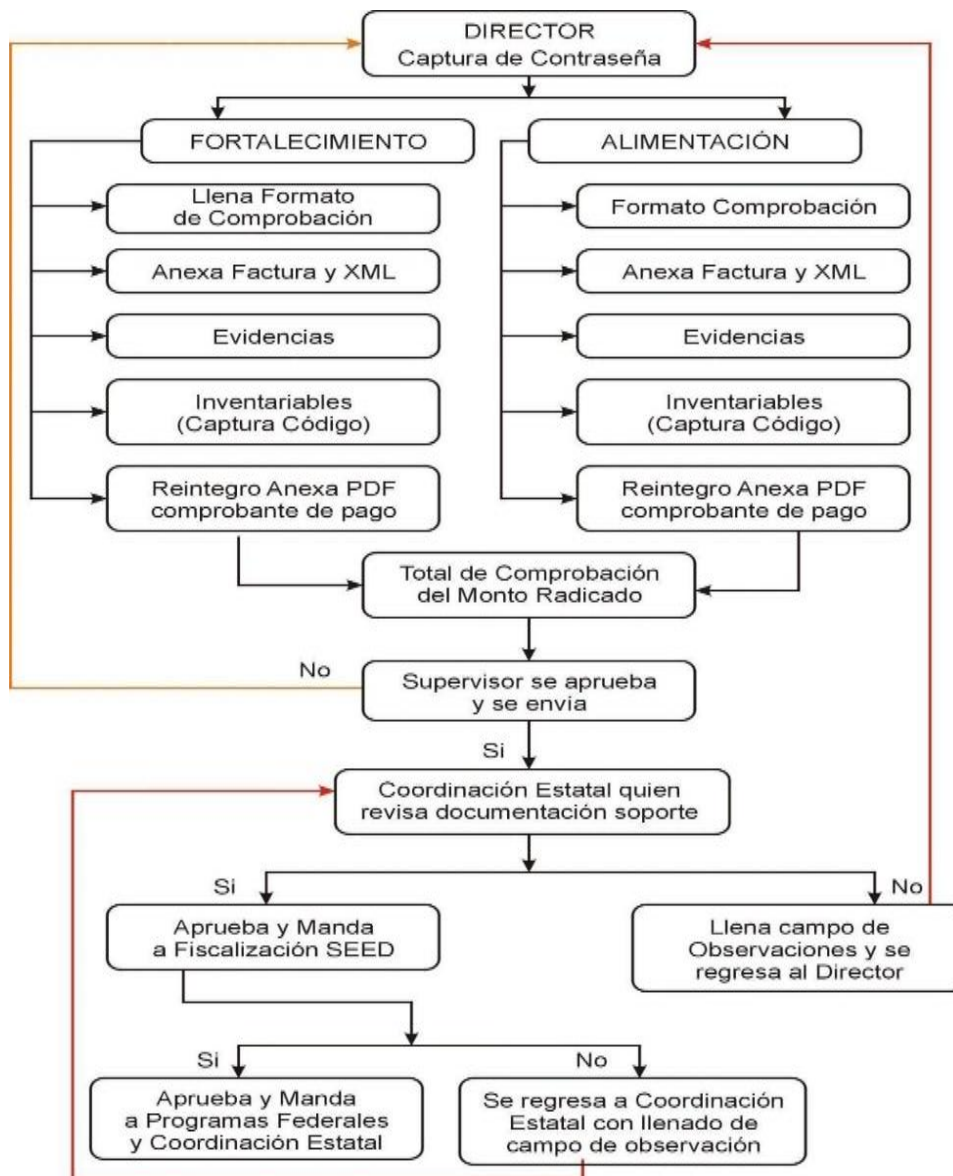 DIRECTOR
Captura de Contraseña
FORTALECIMIENTO
Llena Formato
de Comprobación
Anexa Factura y XML
Evidencias
Inventariables
(Captura Código)
Reintegro Anexa PDF
comprobante de pago
ALIMENTACIÓN
Formato Comprobación
Anexa Factura y XML
Evidencias
Inventariables
(Captura Código)
Reintegro Anexa PDF
comprobante de pago
Total de Comprobación
del Monto Radicado
No
Supervisor se aprueba
y se envia
Si
Coordinación Estatal quien
revisa documentación soporte
Si
Aprueba y Manda
a Fiscalización SEED
No
Llena campo de
Observaciones y se
regresa al Director
Si
Aprueba y Manda
a Programas Federales
y Coordinación Estatal
No
Se regresa a Coordinación
Estatal con llenado de
campo de observación